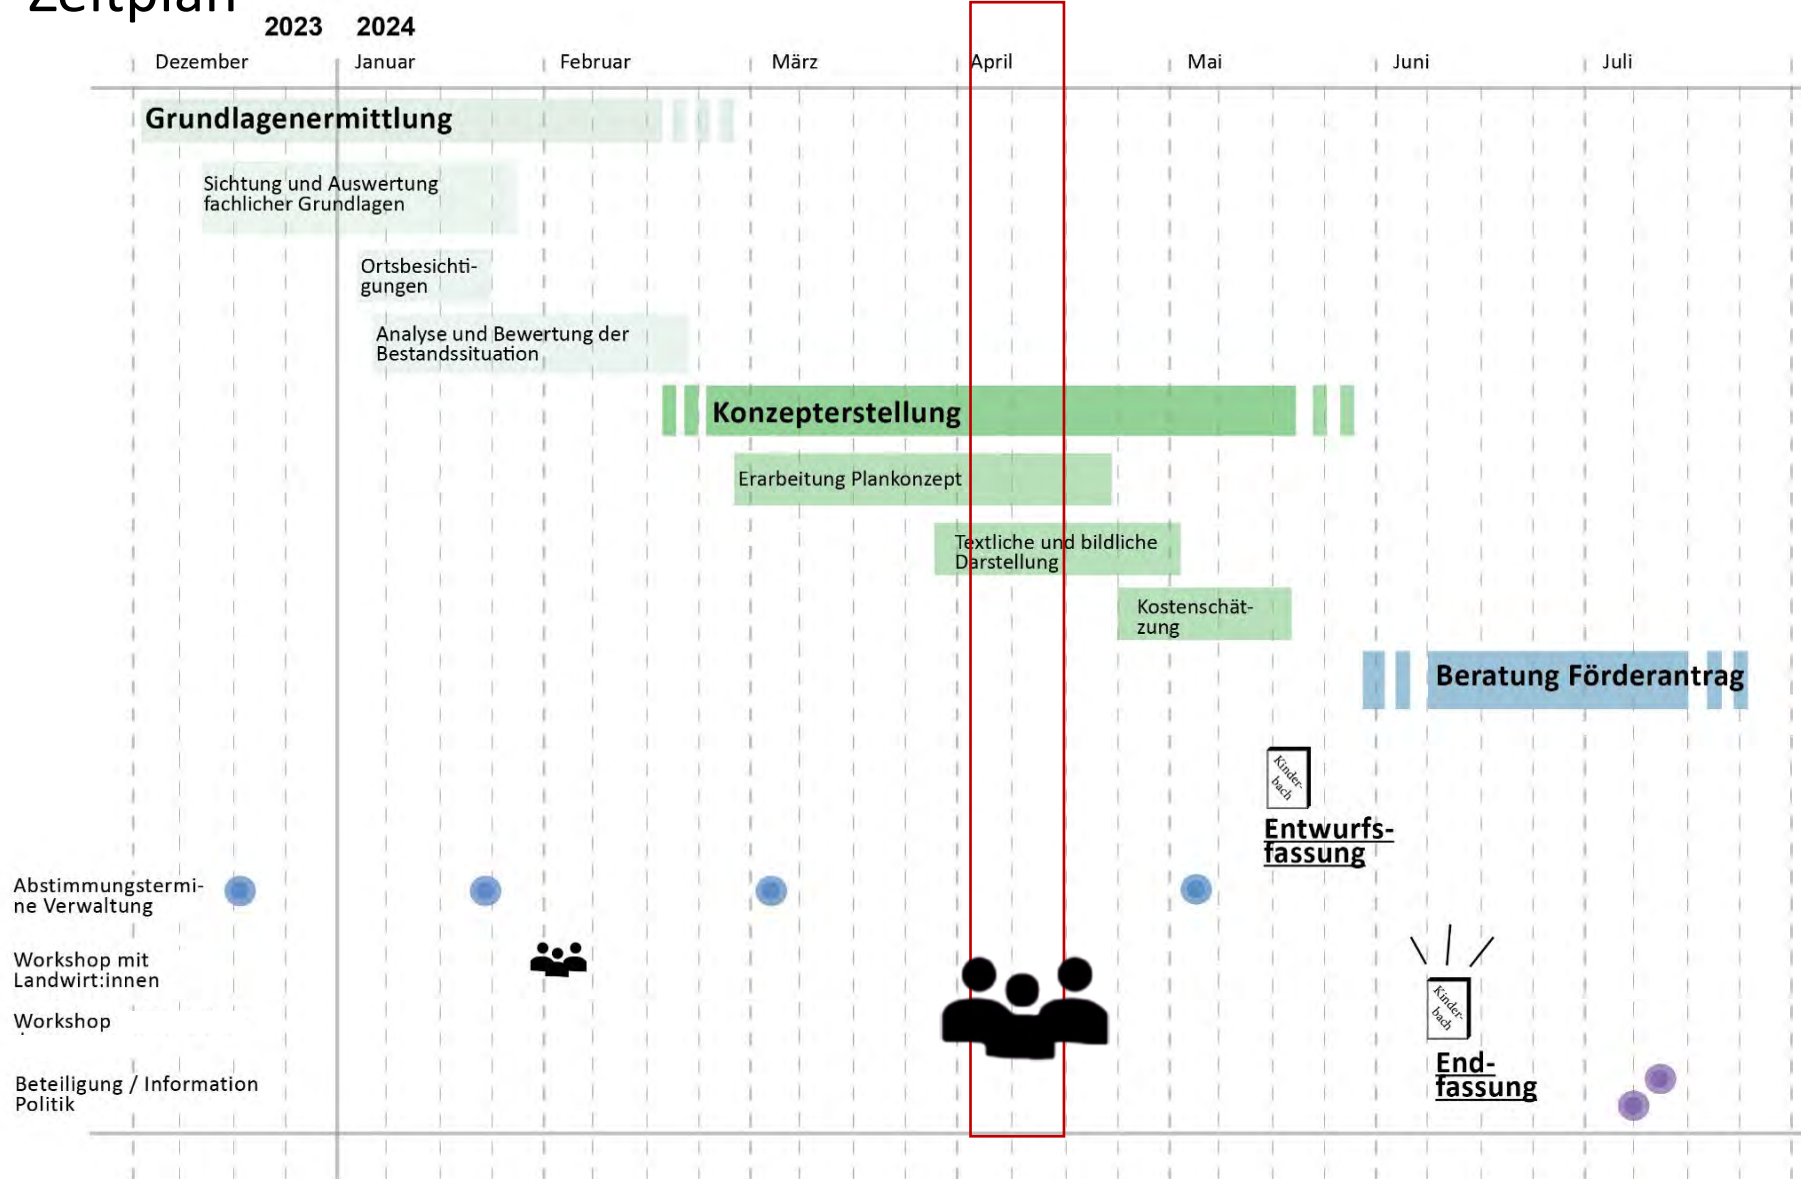 Zeitplan
2023 2024
Dezember Januar Februar März April Mai Juni Juli
Grundlagenermittlung
Sichtung und Auswertung
fachlicher Grundlagen
Ortsbesichti-
gungen
Analyse und Bewertung der
Bestandssituation
Konzepterstellung
Erarbeitung Plankonzept
Textliche und bildliche
Darstellung
Kostenschät-
zung
Beratung Förderantrag
Kinder-
bach
Entwurfs-
fassung
Abstimmungstermi-
ne Verwaltung
Workshop mit
Landwirt:innen
Workshop
Kinder-
bach
End-
fassung
Beteiligung / Information
Politik